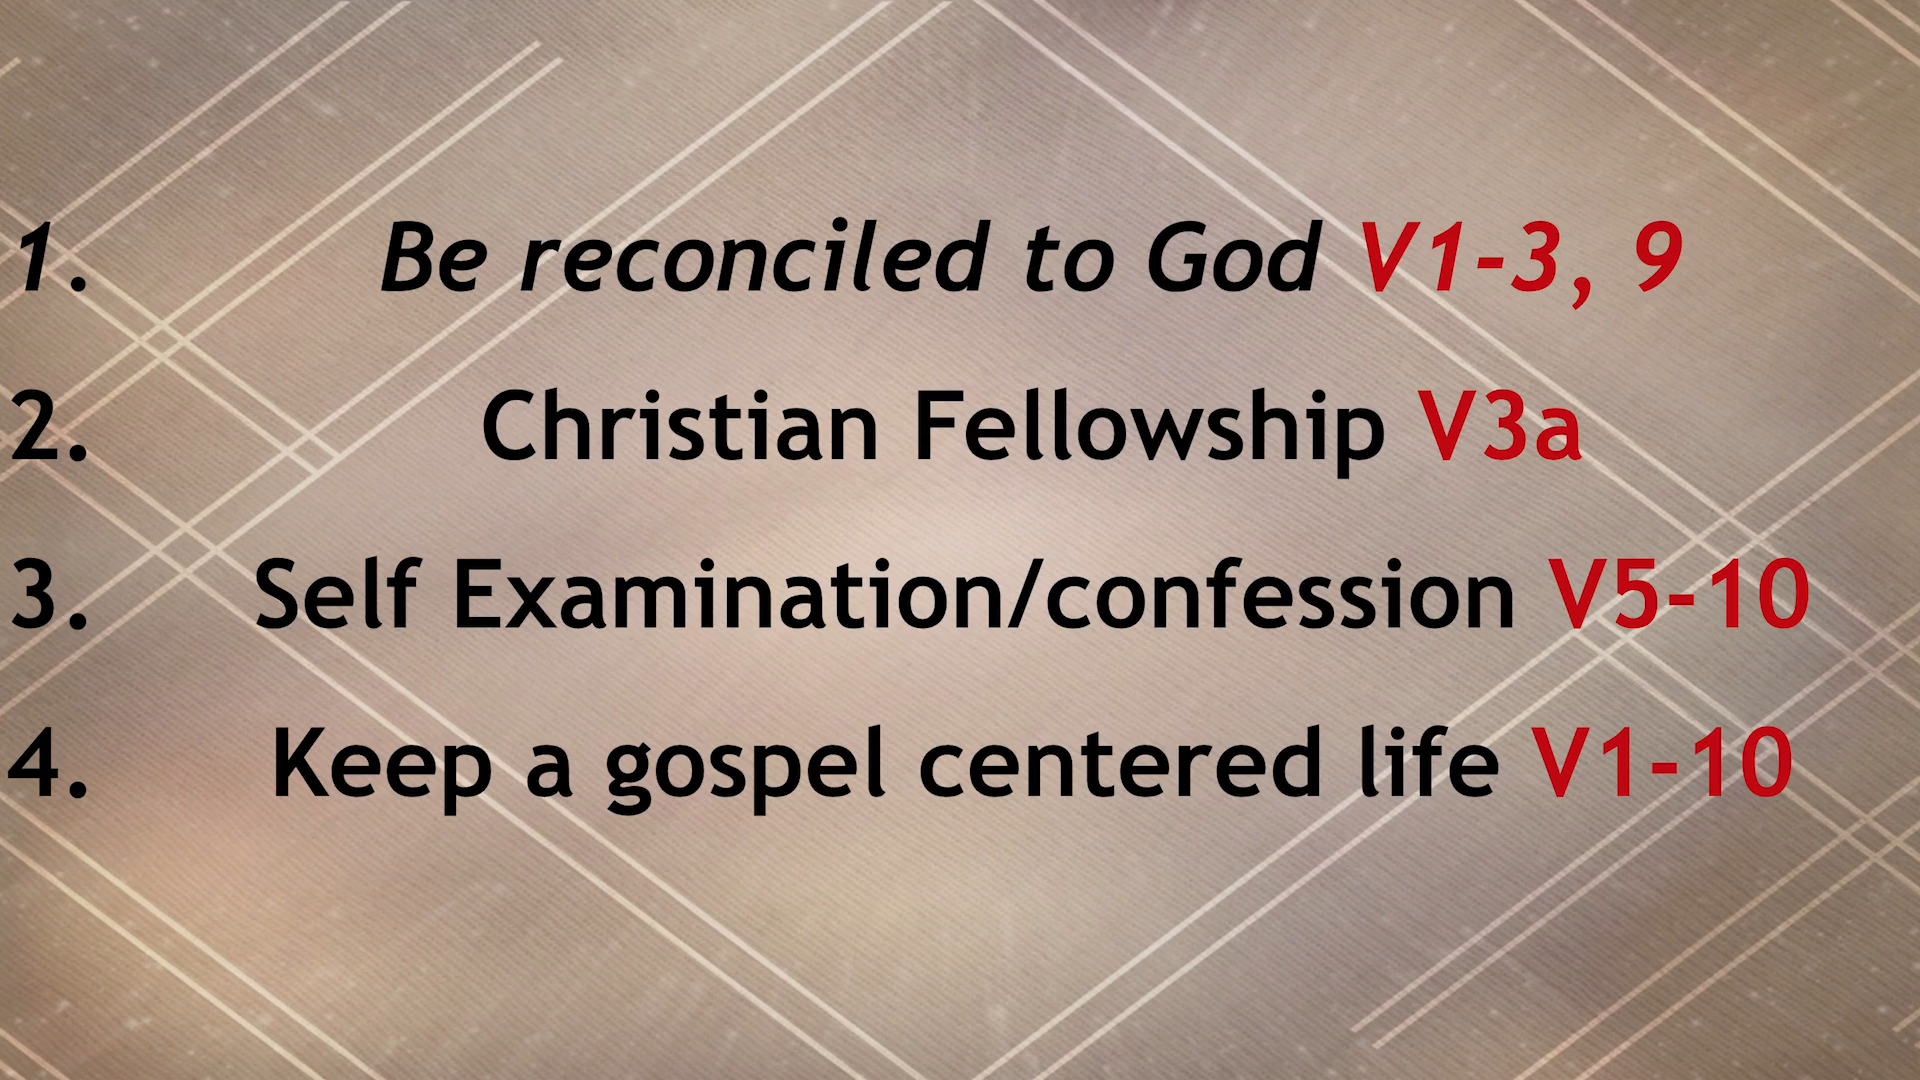 1. Be reconciled to God V1-3, 9
2. Christian Fellowship V3a
3. Self Examination/confession V5-10
4. Keep a gospel centered life V1-10